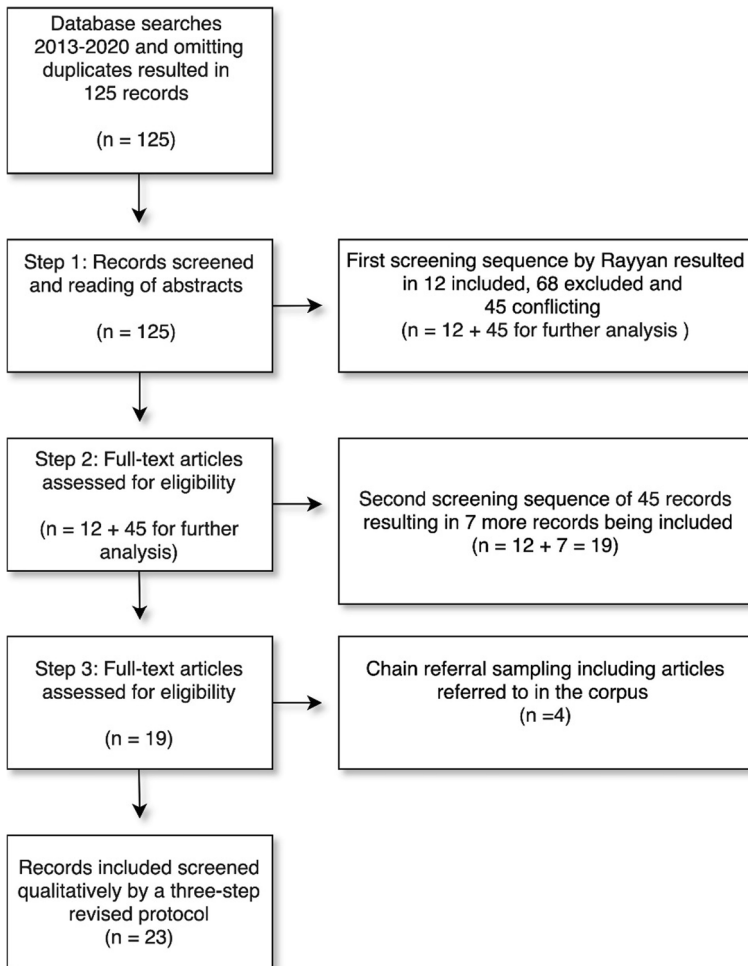 Database searches
2013-2020 and omitting
duplicates resulted in
125 records
(n = 125)
Step 1: Records screened
and reading of abstracts
(n = 125)
First screening sequence by Rayyan resulted
in 12 included, 68 excluded and
45 conflicting
(n = 12 + 45 for further analysis )
Step 2: Full-text articles
assessed for eligibility
(n = 12 + 45 for further
analysis)
Second screening sequence of 45 records
resulting in 7 more records being included
(n = 12 + 7 = 19)
Step 3: Full-text articles
assessed for eligibility
(n = 19)
Chain referral sampling including articles
referred to in the corpus
(n =4)
Records included screened
qualitatively by a three-step
revised protocol
(n = 23)